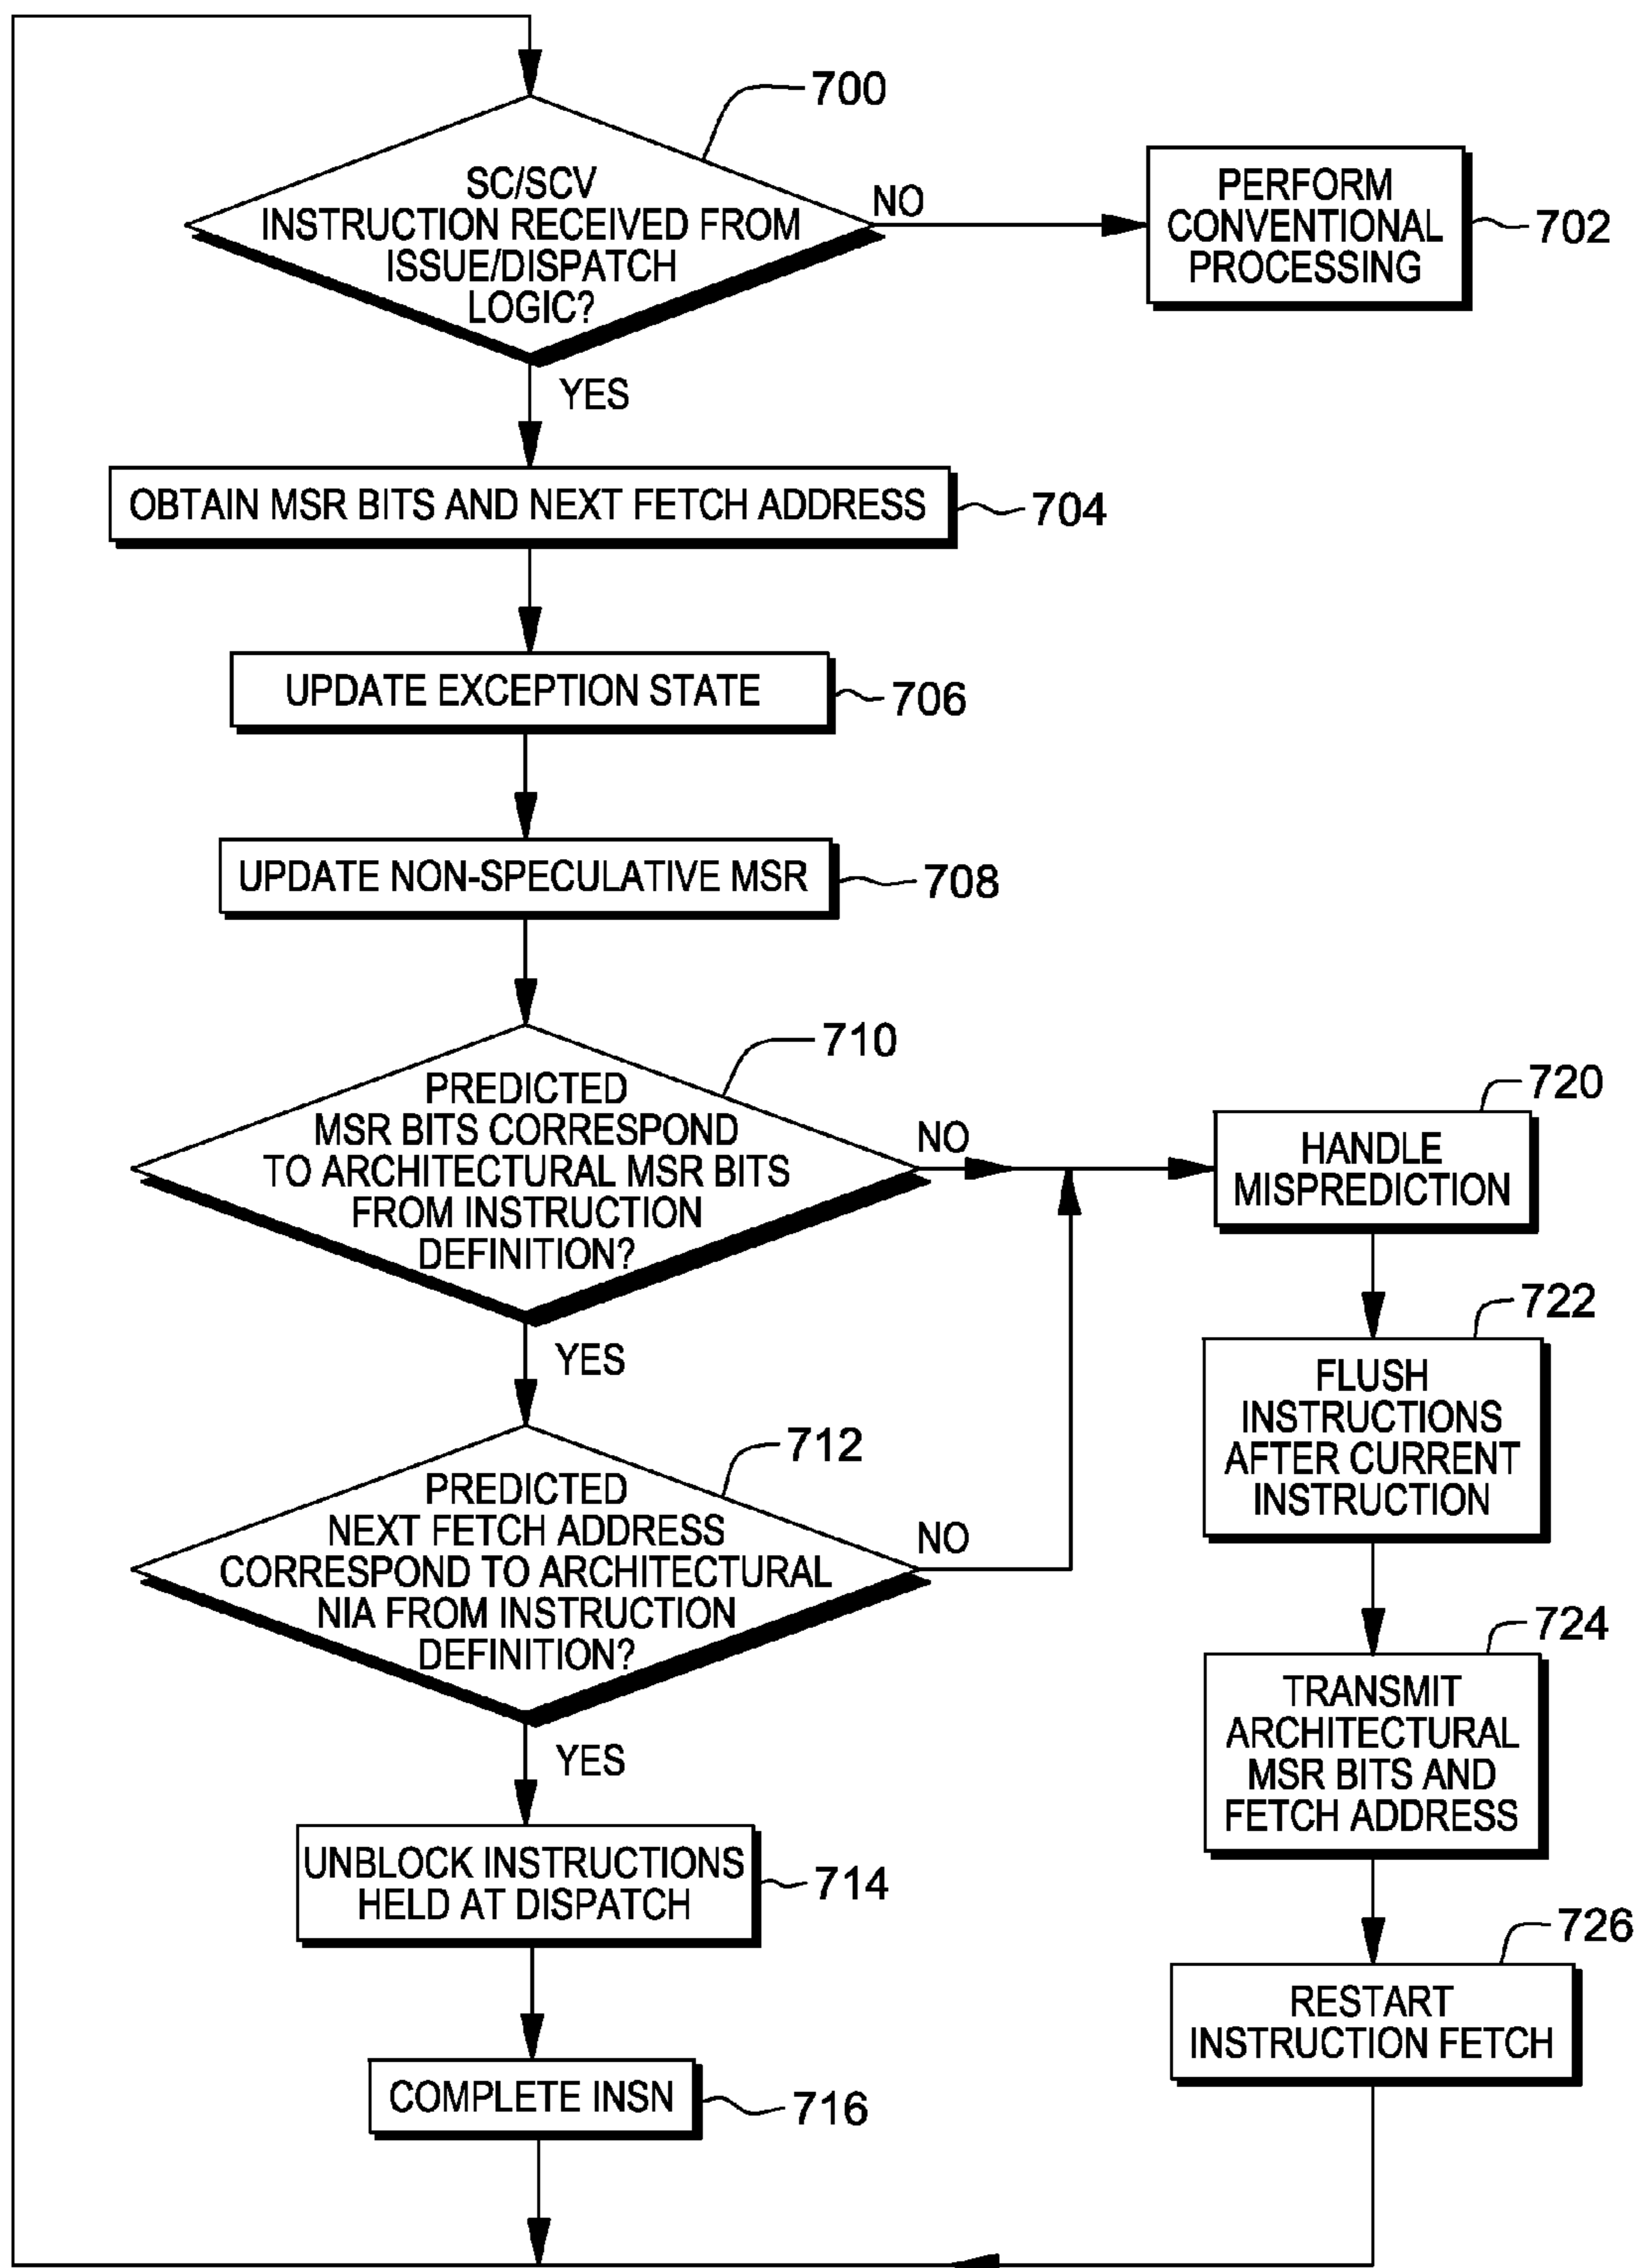 700
SC/SCV
INSTRUCTION RECEIVED FROM
ISSUE/DISPATCH
LOGIC?
NO
PERFORM
CONVENTIONAL
PROCESSING
702
YES
OBTAIN MSR BITS AND NEXT FETCH ADDRESS
704
UPDATE EXCEPTION STATE
706
UPDATE NON-SPECULATIVE MSR
708
710
PREDICTED
MSR BITS CORRESPOND
TO ARCHITECTURAL MSR BITS
FROM INSTRUCTION
DEFINITION?
NO
YES
712
PREDICTED
NEXT FETCH ADDRESS
CORRESPOND TO ARCHITECTURAL
NIA FROM INSTRUCTION
DEFINITION?
NO
YES
UNBLOCK INSTRUCTIONS
HELD AT DISPATCH
714
COMPLETE INSN
716
720
HANDLE
MISPREDICTION
722
FLUSH
INSTRUCTIONS
AFTER CURRENT
INSTRUCTION
724
TRANSMIT
ARCHITECTURAL
MSR BITS AND
FETCH ADDRESS
726
RESTART
INSTRUCTION FETCH